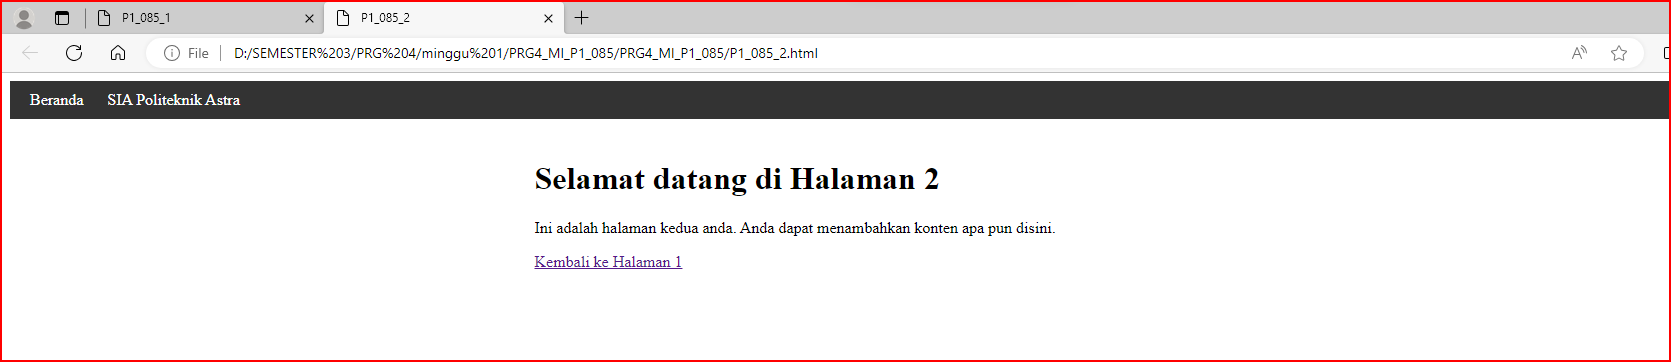 P1_085_1
P1_085_2
File
D:/SEMESTER%203/PRG%204/minggu%201/PRG4_MI_P1_085/PRG4_MI_P1_085/P1_085_2.html
Beranda SIA Politeknik Astra
Selamat datang di Halaman 2
Ini adalah halaman kedua anda. Anda dapat menambahkan konten apa pun disini.
Kembali ke Halaman 1